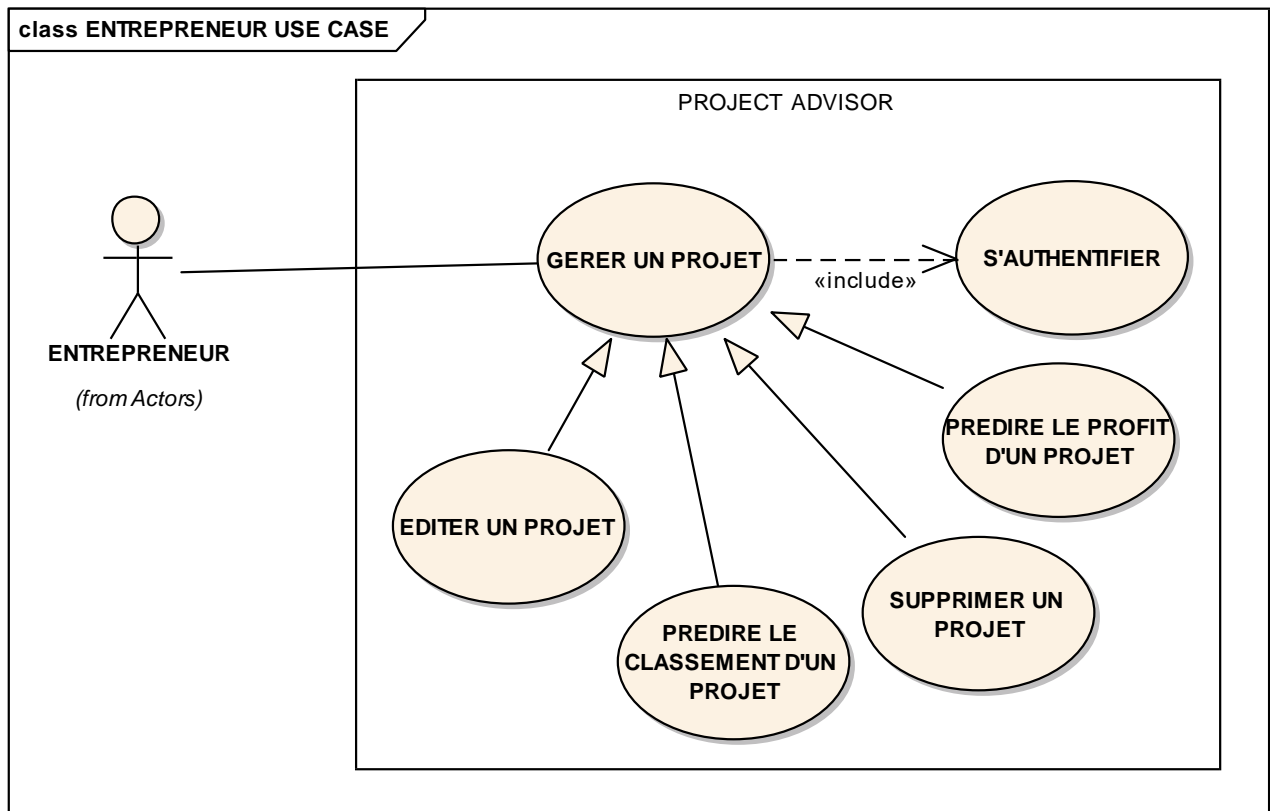 class ENTREPRENEUR USE CASE
PROJECT ADVISOR
GERER UN PROJET
S'AUTHENTIFIER
«include»
ENTREPRENEUR
(from Actors)
PREDIRE LE PROFIT
D'UN PROJET
EDITER UN PROJET
SUPPRIMER UN
PROJET
PREDIRE LE
CLASSEMENT D'UN
PROJET